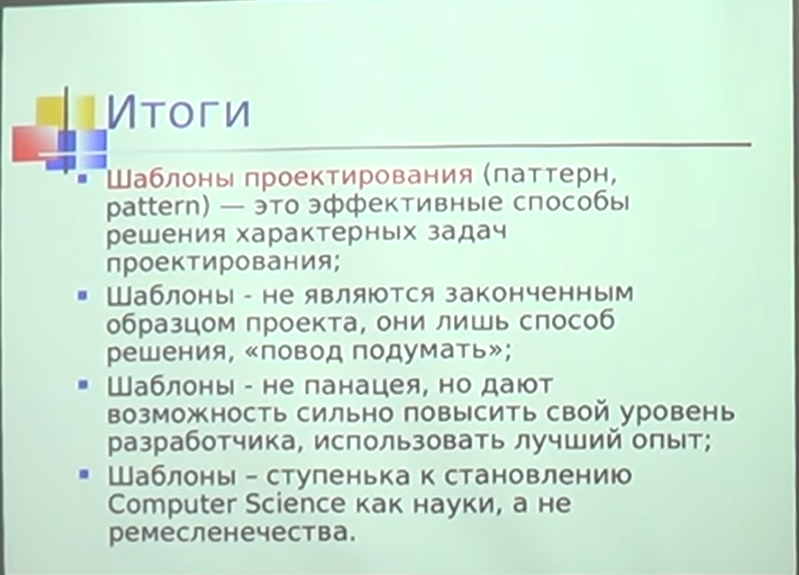 Итоги
Шаблоны проектирования (паттерн,
pattern) — это эффективные способы
решения характерных задач
проектирования;
Шаблоны - не являются законченным
образцом проекта, они лишь способ
решения, «повод подумать»;
Шаблоны - не панацея, но дают
возможность сильно повысить свой уровень
разработчика, использовать лучший опыт;
Шаблоны – ступенька к становлению
Computer Science как науки, а не
ремесленечества.